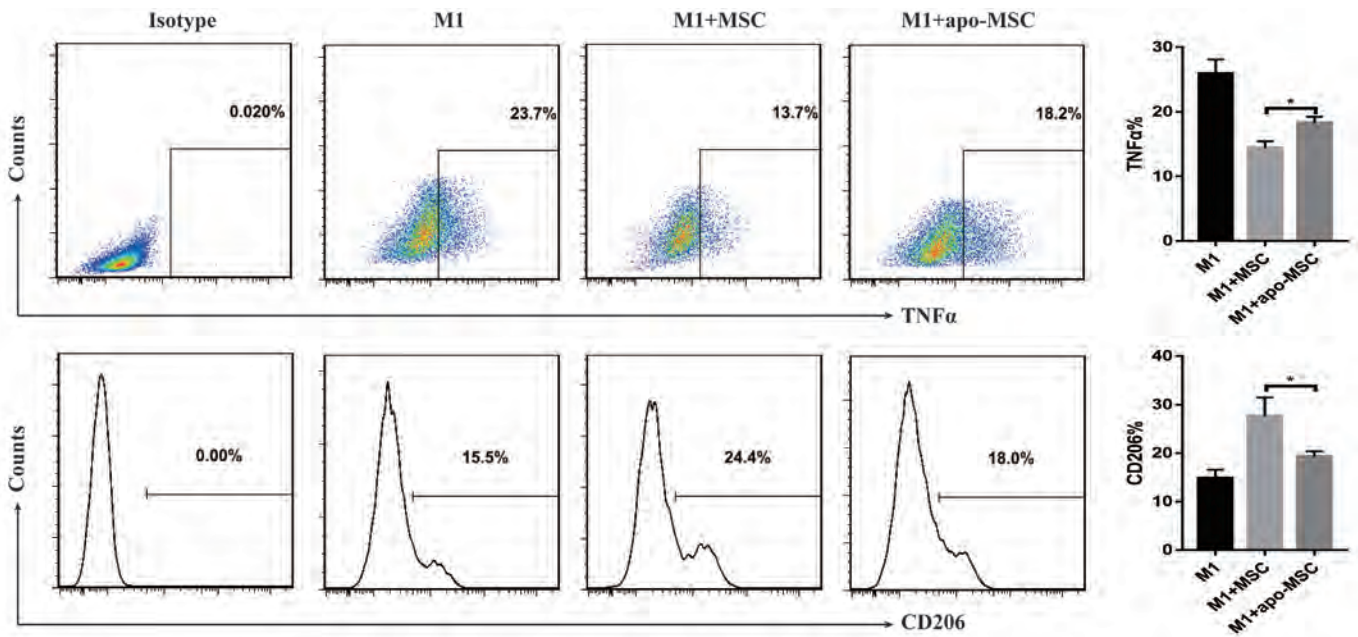 Isotype
M1
M1+MSC
M1+apo-MSC
Counts
0.020%
23.7%
13.7%
18.2%
TNFα
TNFα%
30
20
10
0
*
M1
M1+MSC
M1+apo-MSC
Counts
0.00%
15.5%
24.4%
18.0%
CD206
CD206%
40
30
20
10
0
*
M1
M1+MSC
M1+apo-MSC